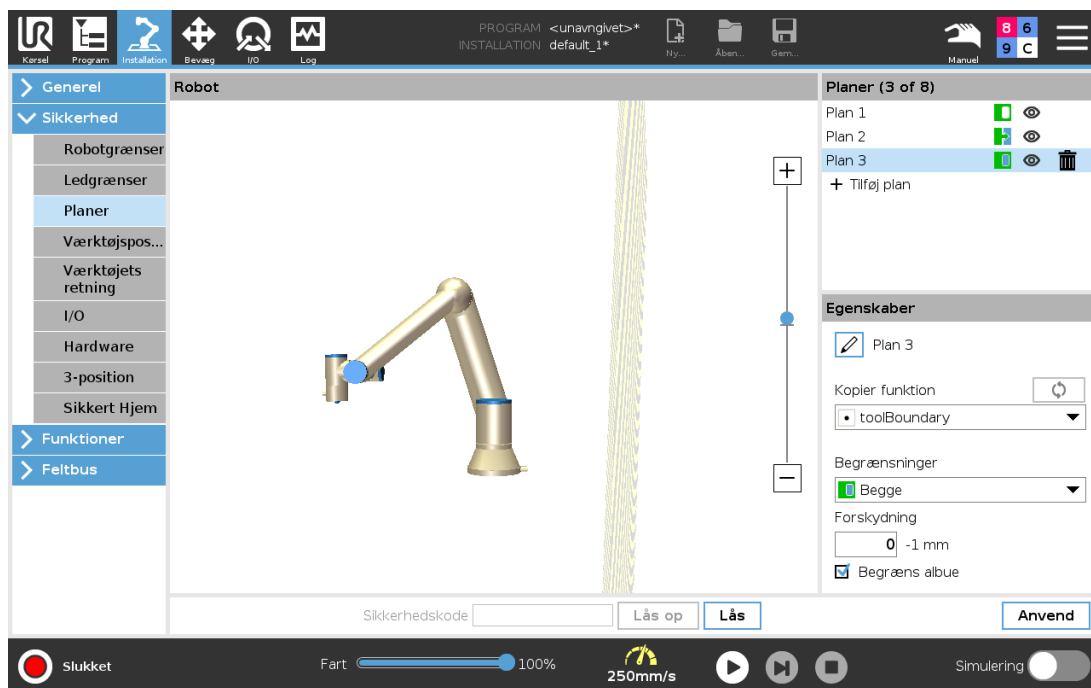 PROGRAM <unavngivet>*
INSTALLATION default_1*
Kørsel
Program
Installation
Bevæg
I/O
Log
Ny...
Åben...
Gem...
Manuel
8 6
9 C
Generel
Sikkerhed
Robotgrænser
Ledgrænser
Planer
Værktøjspos...
Værktøjets
retning
I/O
Hardware
3-position
Sikkert Hjem
Funktioner
Feltbus
Robot
Planer (3 of 8)
Plan 1
Plan 2
Plan 3
+ Tilføj plan
Egenskaber
Plan 3
Kopier funktion
toolBoundary
Begrænsninger
Begge
Forskydning
0 -1 mm
Begræns albue
Sikkerhedskode
Lås op
Lås
Anvend
Slukket
Fart
100%
250mm/s
Simulering